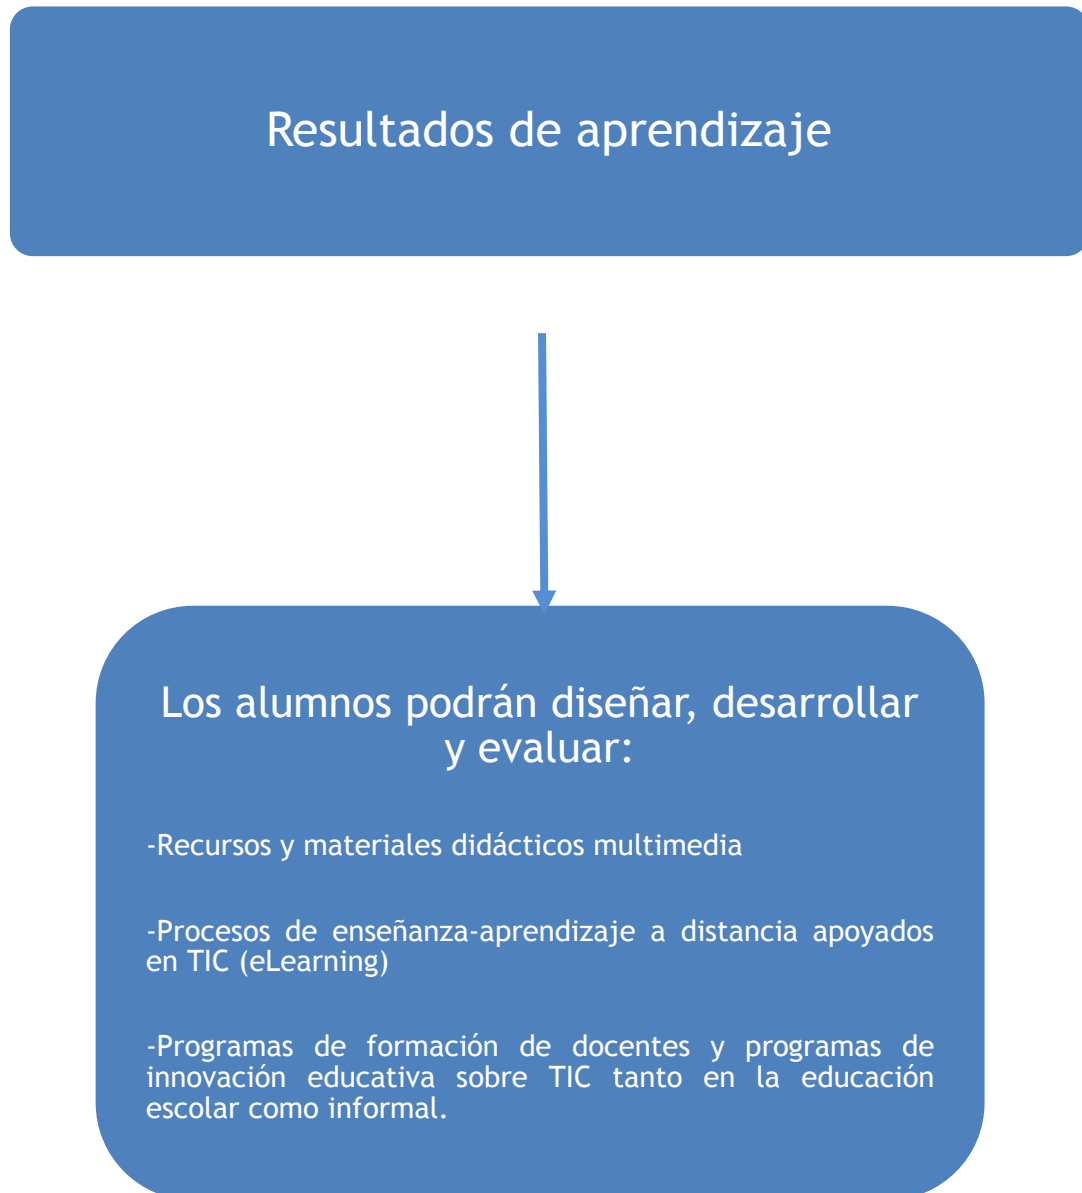 Resultados de aprendizaje
Los alumnos podrán diseñar, desarrollar
y evaluar:
-Recursos y materiales didácticos multimedia
-Procesos de enseñanza-aprendizaje a distancia apoyados
en TIC (eLearning)
-Programas de formación de docentes y programas de
innovación educativa sobre TIC tanto en la educación
escolar como informal.